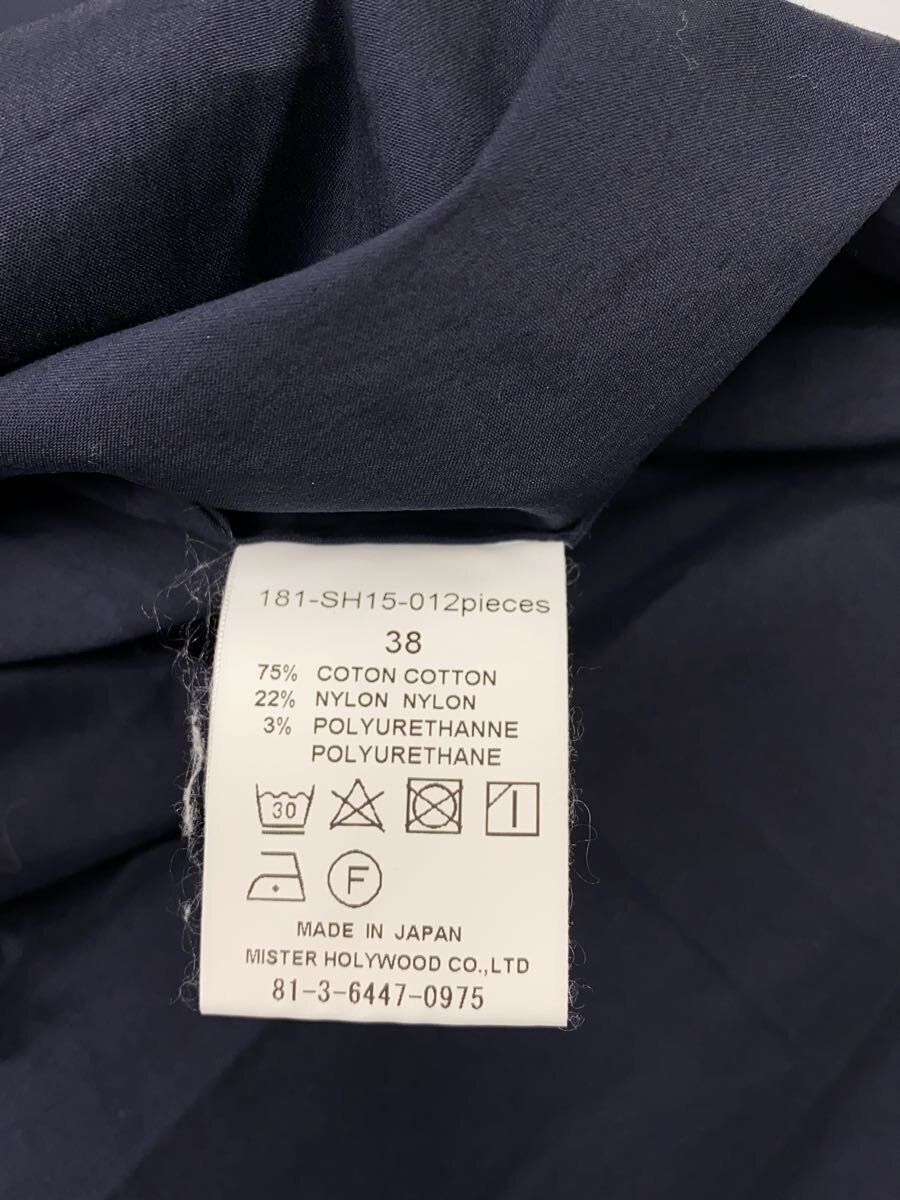 181-SH15-012pieces
38
75% COTON COTTON
22% NYLON NYLON
3% POLYURETHANNE
POLYURETHANE
30
F
MADE IN JAPAN
MISTER HOLYWOOD CO.,LTD
81-3-6447-0975